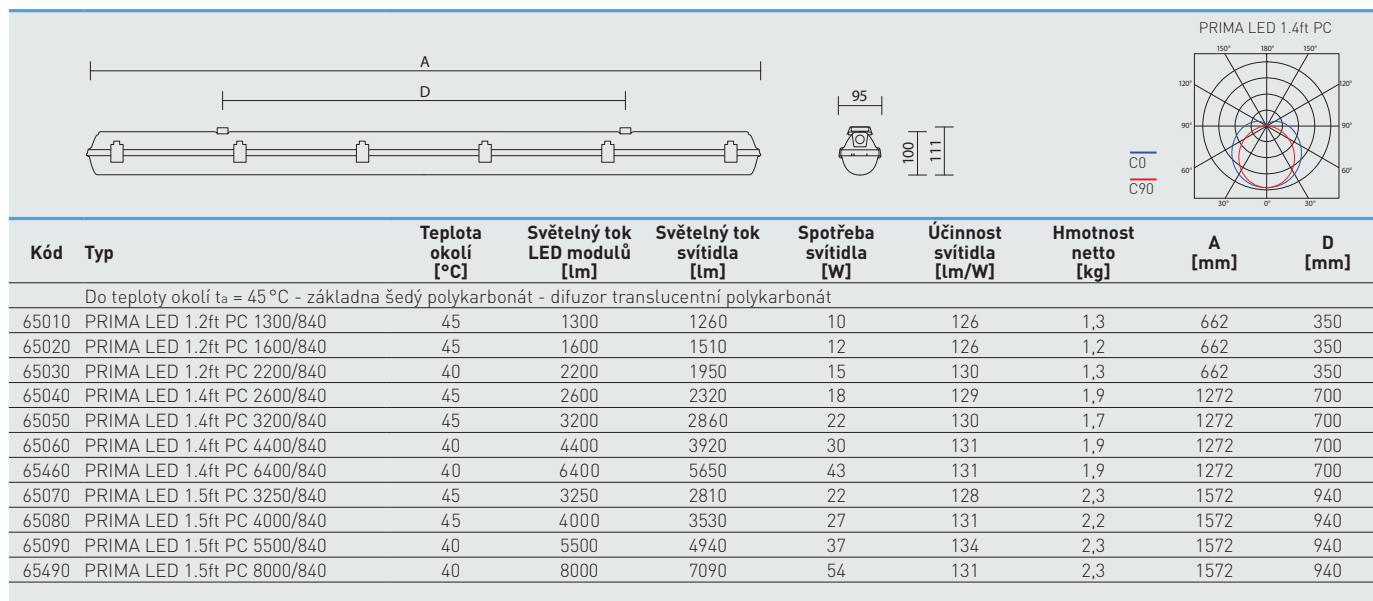 PRIMA LED 1.4ft PC
150° 180° 150°
A
120° 120°
D
95
90° 90°
100
111
C0
60° 60°
C90
30° 0° 30°
Kód Typ Teplota okolí [°C] Světelný tok LED modulů [lm] Světelný tok svítidla [lm] Spotřeba svítidla [W] Účinnost svítidla [lm/W] Hmotnost netto [kg] A [mm] D [mm]
Do teploty okolí ta = 45°C - základna šedý polykarbonát - difuzor translucentní polykarbonát
65010 PRIMA LED 1.2ft PC 1300/840 45 1300 1260 10 126 1,3 662 350
65020 PRIMA LED 1.2ft PC 1600/840 45 1600 1510 12 126 1,2 662 350
65030 PRIMA LED 1.2ft PC 2200/840 40 2200 1950 15 130 1,3 662 350
65040 PRIMA LED 1.4ft PC 2600/840 45 2600 2320 18 129 1,9 1272 700
65050 PRIMA LED 1.4ft PC 3200/840 45 3200 2860 22 130 1,7 1272 700
65060 PRIMA LED 1.4ft PC 4400/840 40 4400 3920 30 131 1,9 1272 700
65460 PRIMA LED 1.4ft PC 6400/840 40 6400 5650 43 131 1,9 1272 700
65070 PRIMA LED 1.5ft PC 3250/840 45 3250 2810 22 128 2,3 1572 940
65080 PRIMA LED 1.5ft PC 4000/840 45 4000 3530 27 131 2,2 1572 940
65090 PRIMA LED 1.5ft PC 5500/840 40 5500 4940 37 134 2,3 1572 940
65490 PRIMA LED 1.5ft PC 8000/840 40 8000 7090 54 131 2,3 1572 940